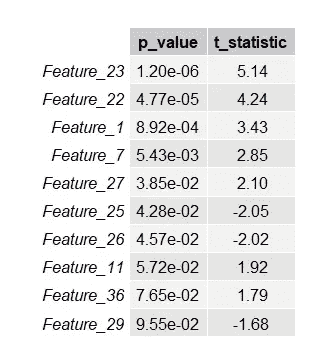 p_value t_statistic
Feature_23 1.20e-06 5.14
Feature_22 4.77e-05 4.24
Feature_1 8.92e-04 3.43
Feature_7 5.43e-03 2.85
Feature_27 3.85e-02 2.10
Feature_25 4.28e-02 -2.05
Feature_26 4.57e-02 -2.02
Feature_11 5.72e-02 1.92
Feature_36 7.65e-02 1.79
Feature_29 9.55e-02 -1.68